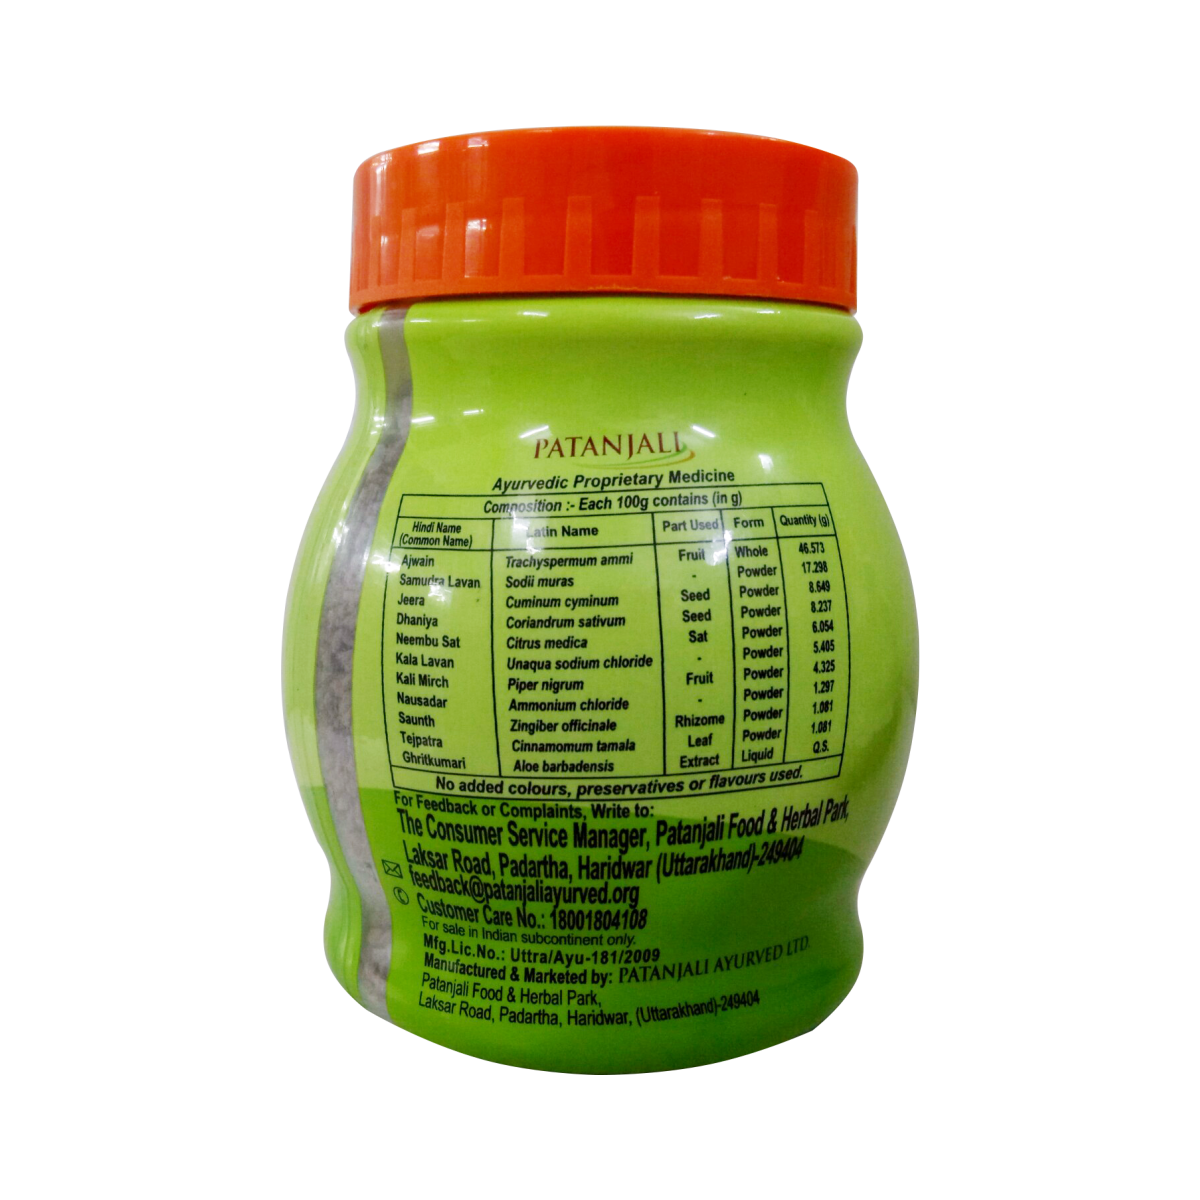 PATANJALI
Ayurvedic Proprietary Medicine
Composition :- Each 100g contains (in g)
Hindi Name (Common Name) Latin Name Part Used Form Quantity (g)
Ajwain Trachyspermum ammi Fruit Whole 46.573
Samudra Lavan Sodii muras - Powder 17.298
Jeera Cuminum cyminum Seed Powder 8.649
Dhaniya Coriandrum sativum Seed Powder 8.237
Neembu Sat Citrus medica Sat Powder 6.054
Kala Lavan Unaqua sodium chloride - Powder 5.405
Kali Mirch Piper nigrum Fruit Powder 4.325
Nausadar Ammonium chloride - Powder 1.297
Saunth Zingiber officinale Rhizome Powder 1.081
Tejpatra Cinnamomum tamala Leaf Powder 1.081
Ghritkumari Aloe barbadensis Extract Liquid Q.S.
No added colours, preservatives or flavours used.
For Feedback or Complaints, Write to:
The Consumer Service Manager, Patanjali Food & Herbal Park,
Laksar Road, Padartha, Haridwar (Uttarakhand)-249404
feedback@patanjaliayurved.org
Customer Care No.: 18001804108
For sale in Indian subcontinent only.
Mfg.Lic.No.: Uttra/Ayu-181/2009
Manufactured & Marketed by: PATANJALI AYURVED LTD.
Patanjali Food & Herbal Park,
Laksar Road, Padartha, Haridwar, (Uttarakhand)-249404